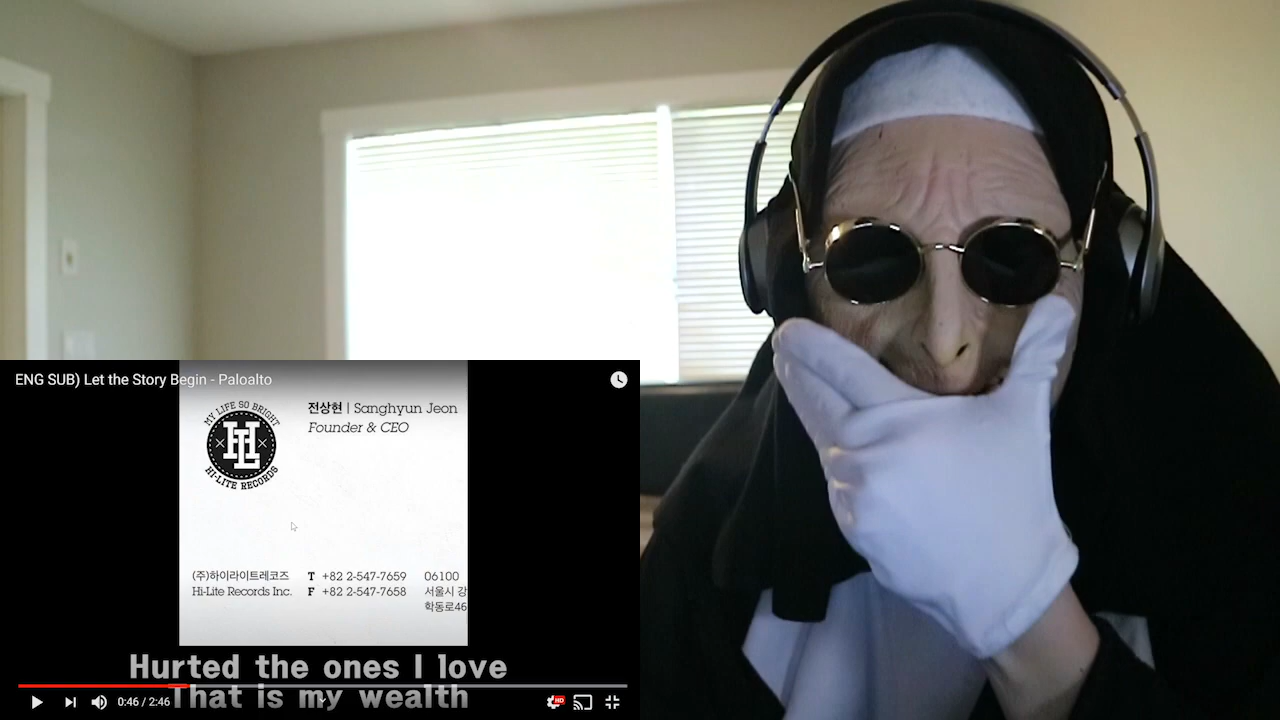 ENG SUB) Let the Story Begin - Paloalto
MY LIFE SO BRIGHT
HL
HI-LITE RECORDS
전상현 | Sanghyun Jeon
Founder & CEO
(주)하이라이트레코즈
Hi-Lite Records Inc.
T +82 2-547-7659
F +82 2-547-7658
06100
서울시 강
학동로46
Hurted the ones I love
That is my wealth
0:46 / 2:46
HD